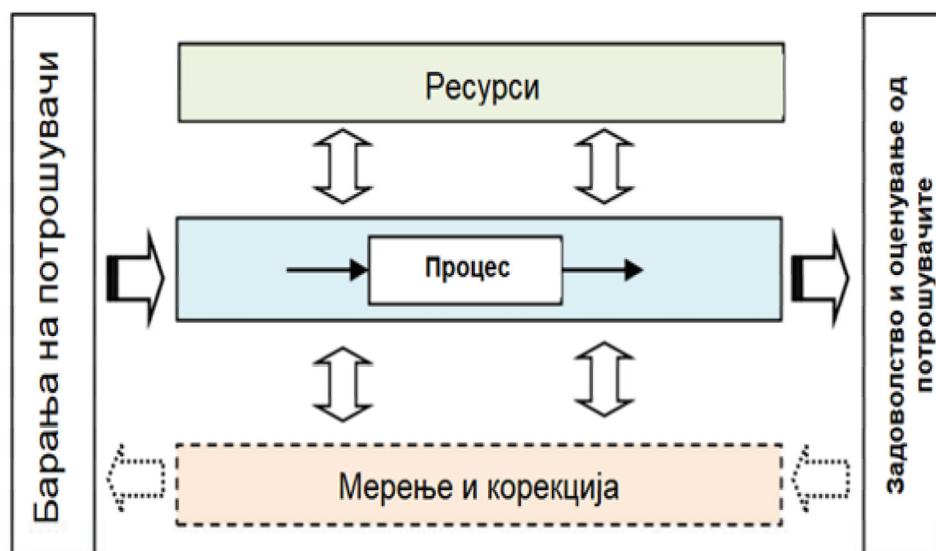 Барања на потрошувачи
Ресурси
Процес
Мерење и корекција
Задоволство и оценување од
потрошувачите